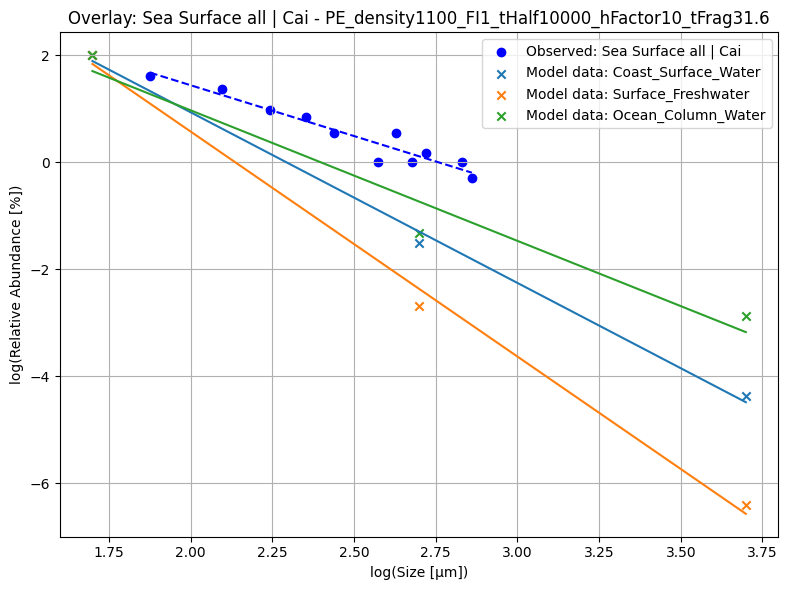 Overlay: Sea Surface all | Cai - PE_density1100_FI1_tHalf10000_hFactor10_tFrag31.6
Observed: Sea Surface all | Cai
Model data: Coast_Surface_Water
Model data: Surface_Freshwater
Model data: Ocean_Column_Water
log(Relative Abundance [%])
2
0
−2
−4
−6
1.75
2.00
2.25
2.50
2.75
3.00
3.25
3.50
3.75
log(Size [μm])